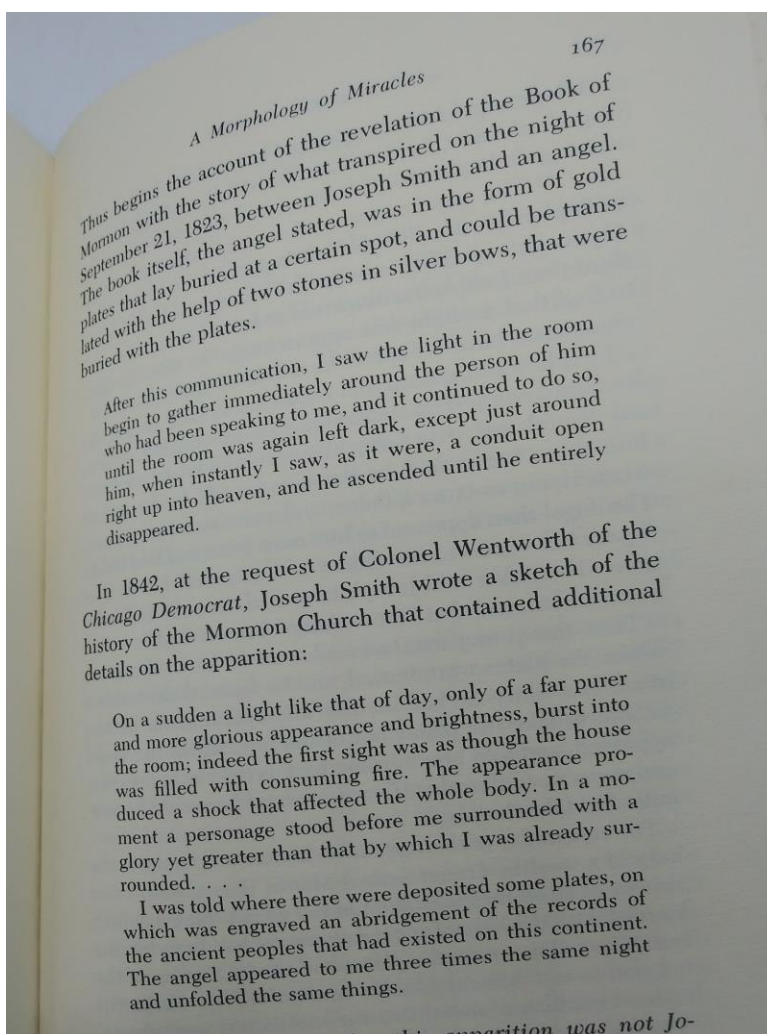 167
A Morphology of Miracles
Thus begins the account of the revelation of the Book of
Mormon with the story of what transpired on the night of
September 21, 1823, between Joseph Smith and an angel.
The book itself, the angel stated, was in the form of gold
plates that lay buried at a certain spot, and could be trans-
lated with the help of two stones in silver bows, that were
buried with the plates.
After this communication, I saw the light in the room
begin to gather immediately around the person of him
who had been speaking to me, and it continued to do so,
until the room was again left dark, except just around
him, when instantly I saw, as it were, a conduit open
right up into heaven, and he ascended until he entirely
disappeared.
In 1842, at the request of Colonel Wentworth of the
Chicago Democrat, Joseph Smith wrote a sketch of the
history of the Mormon Church that contained additional
details on the apparition:
On a sudden a light like that of day, only of a far purer
and more glorious appearance and brightness, burst into
the room; indeed the first sight was as though the house
was filled with consuming fire. The appearance pro-
duced a shock that affected the whole body. In a mo-
ment a personage stood before me surrounded with a
glory yet greater than that by which I was already sur-
rounded. . . .
I was told where there were deposited some plates, on
which was engraved an abridgement of the records of
the ancient peoples that had existed on this continent.
The angel appeared to me three times the same night
and unfolded the same things.
apparition was not Jo-